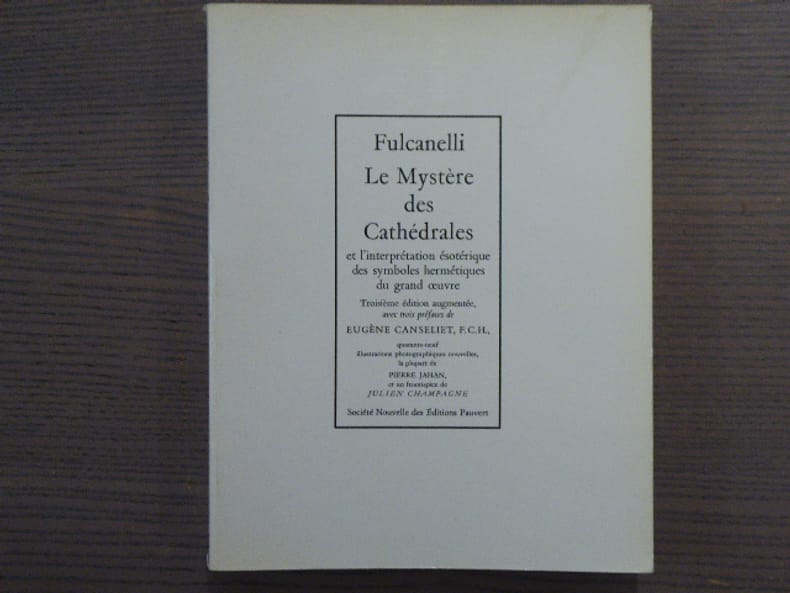 Fulcanelli
Le Mystère
des
Cathédrales
et l'interprétation ésotérique
des symboles hermétiques
du grand œuvre
Troisième édition augmentée,
avec trois préfaces de
EUGÈNE CANSELIET, F.C.H.,
quarante-neuf
illustrations photographiques nouvelles,
la plupart de
PIERRE JAHAN,
et un frontispice de
JULIEN CHAMPAGNE
Société Nouvelle des Éditions Pauvert